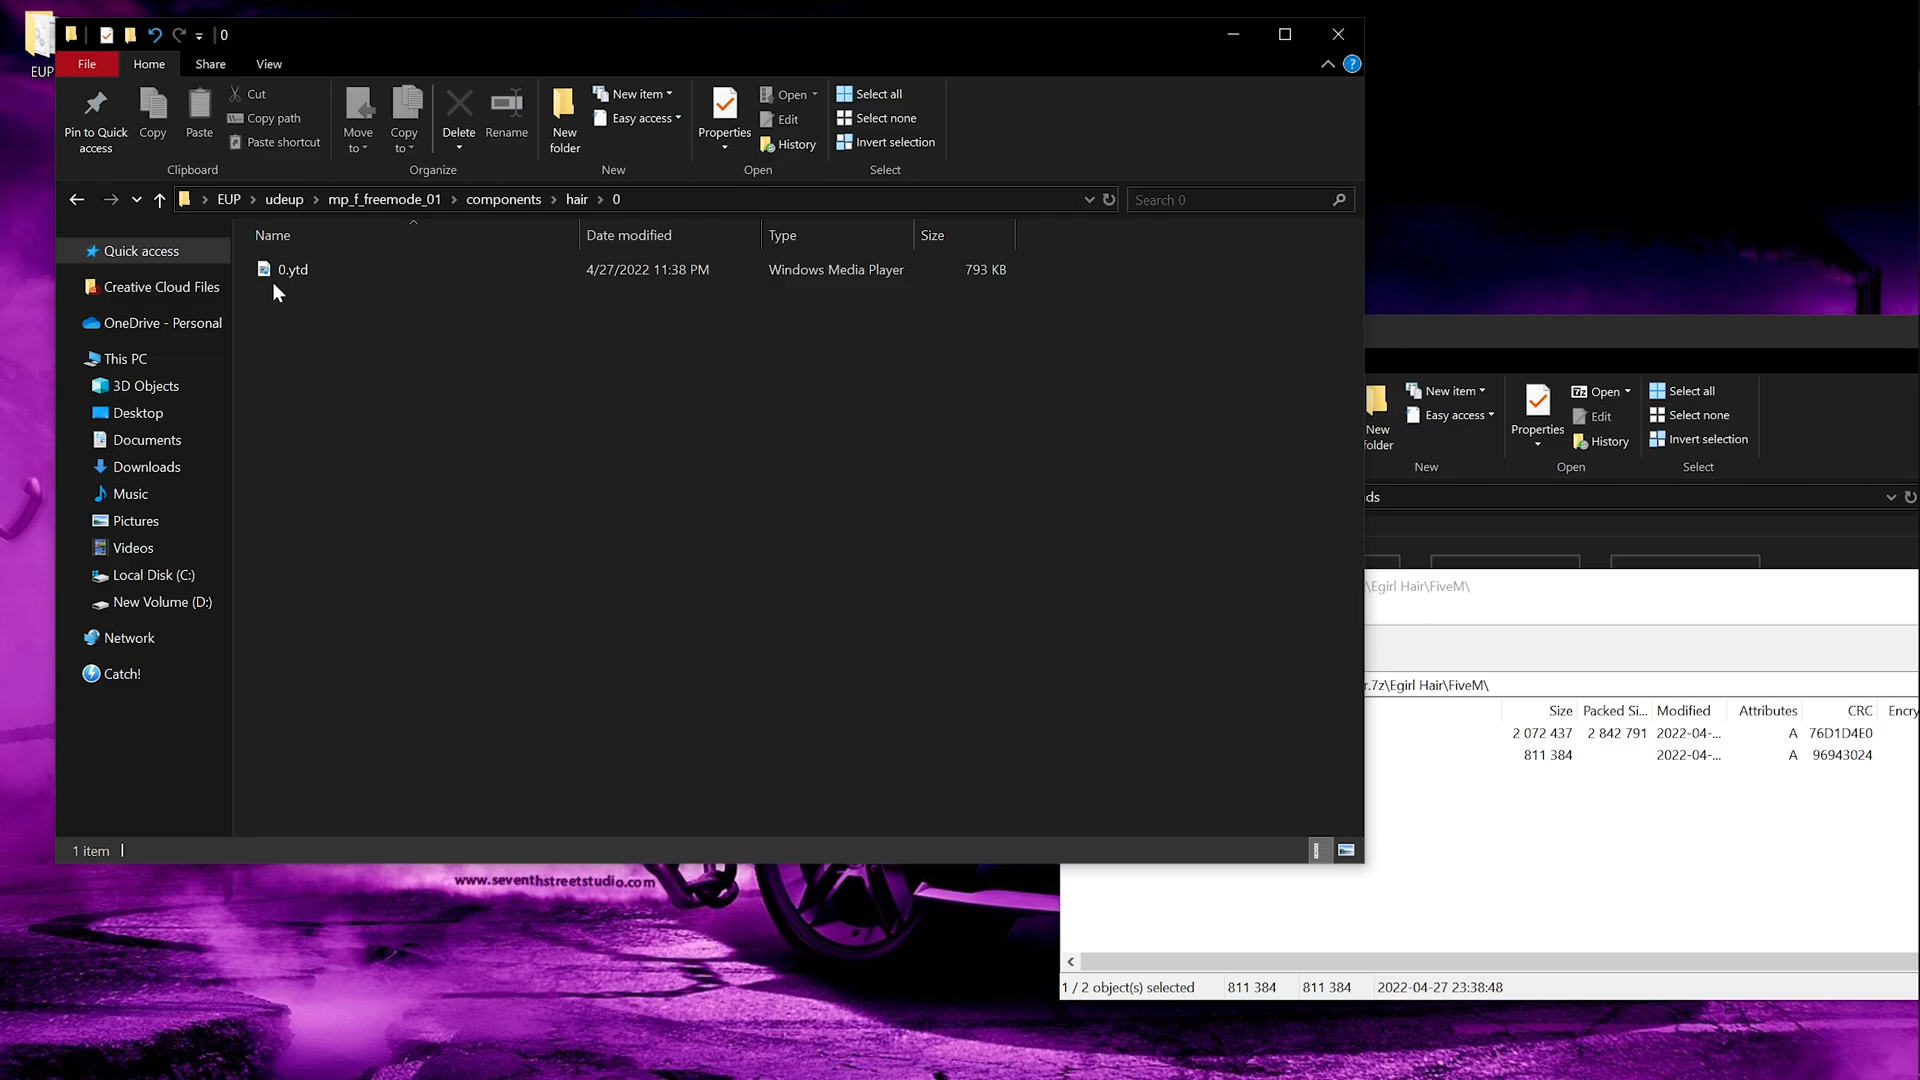 EUP
0
File Home Share View
Pin to Quick access
Copy
Paste
Cut
Copy path
Paste shortcut
Clipboard
Move to
Copy to
Delete
Rename
Organize
New folder
New item
Easy access
New
Properties
Open
Edit
History
Open
Select all
Select none
Invert selection
Select
EUP udeup mp_f_freemode_01 components hair 0
Search 0
Name Date modified Type Size
0.ytd 4/27/2022 11:38 PM Windows Media Player 793 KB
Quick access
Creative Cloud Files
OneDrive - Personal
This PC
3D Objects
Desktop
Documents
Downloads
Music
Pictures
Videos
Local Disk (C:)
New Volume (D:)
Network
Catch!
1 item
New item
Easy access
New
folder
New
Properties
Open
Edit
History
Open
Select all
Select none
Invert selection
Select
ds
\Egirl Hair\FiveM\
r.7z\Egirl Hair\FiveM\
Size Packed Si... Modified Attributes CRC Encry
2 072 437 2 842 791 2022-04-... A 76D1D4E0
811 384 2022-04-... A 96943024
1 / 2 object(s) selected 811 384 811 384 2022-04-27 23:38:48
www.seventhstreetstudio.com